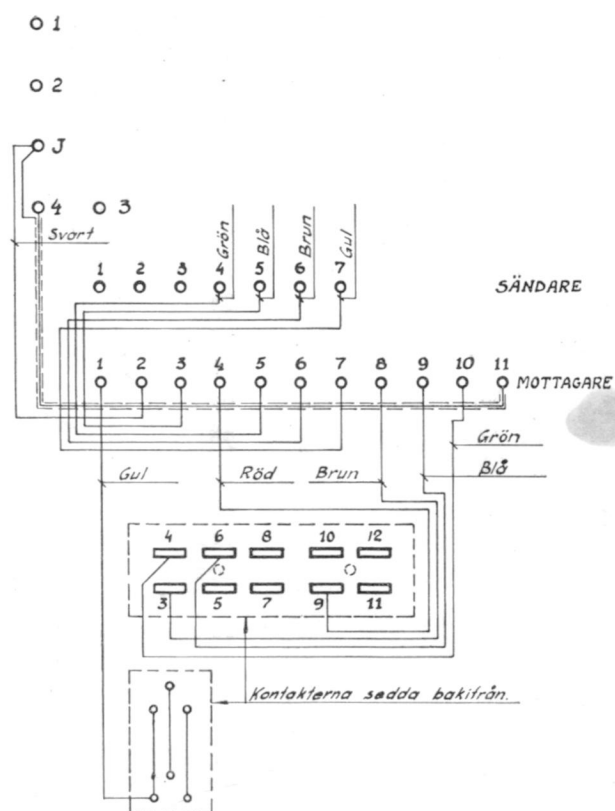 1
2
J
4 3
Svart
Grön
Blå
Brun
Gul
1 2 3 4 5 6 7
SÄNDARE
1 2 3 4 5 6 7 8 9 10 11
MOTTAGARE
Grön
Gul Röd Brun Blå
4 6 8 10 12
3 5 7 9 11
Kontakterna sedda bakifrån.